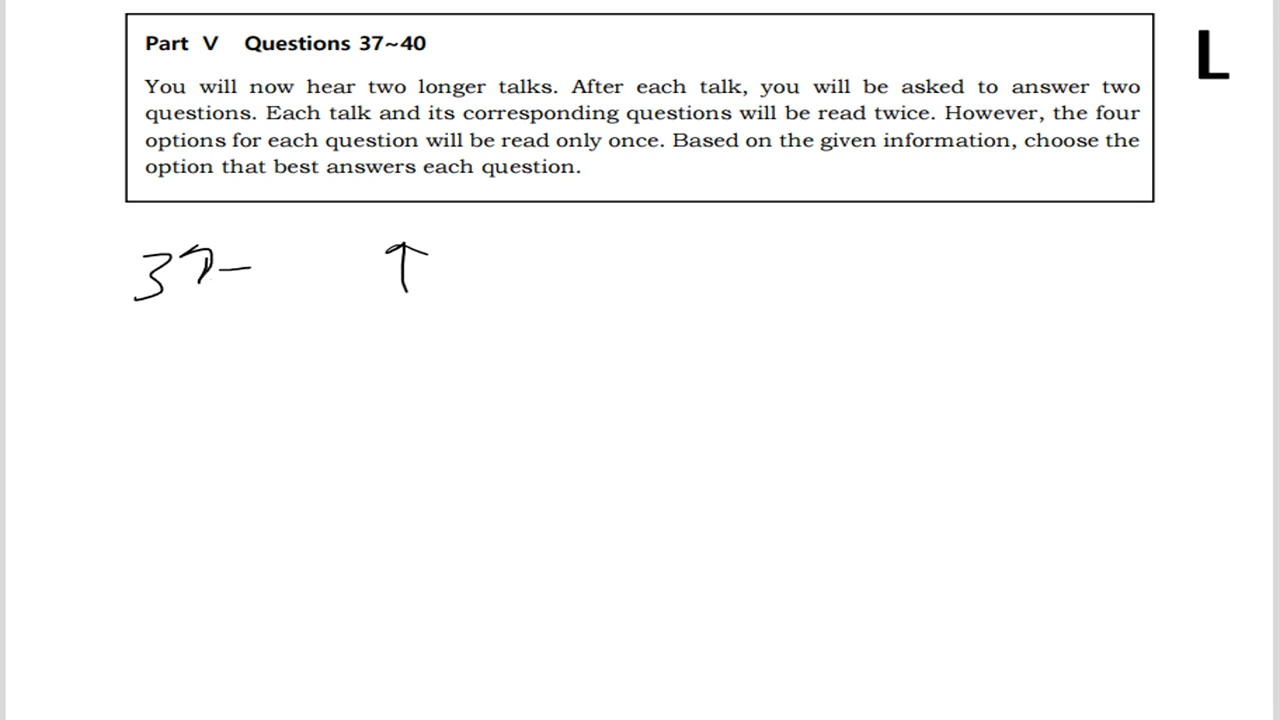 Part V Questions 37~40
L
You will now hear two longer talks. After each talk, you will be asked to answer two
questions. Each talk and its corresponding questions will be read twice. However, the four
options for each question will be read only once. Based on the given information, choose the
option that best answers each question.
37- ↑